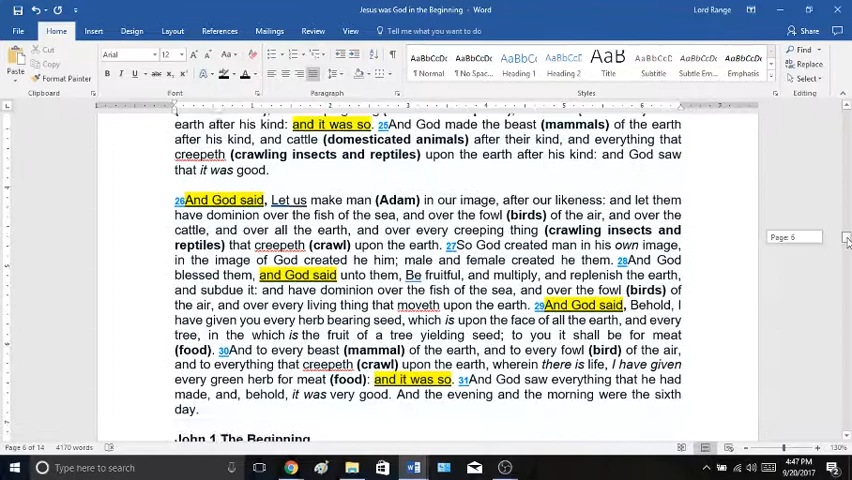 Jesus was God in the Beginning - Word
Lord Range
File Home Insert Design Layout References Mailings Review View Tell me what you want to do Share
Paste Cut Copy Format Painter
Arial 12 Aa
AaBbCc AaBbCc AaBbC AaBbCc AaB AaBbCcC AaBbCcD AaBbCcD
¶ Normal ¶ No Spac... Heading 1 Heading 2 Title Subtitle Subtle Em... Emphasis
Find Replace Select
Clipboard Font Paragraph Styles Editing
earth after his kind: and it was so. 25And God made the beast (mammals) of the earth
after his kind, and cattle (domesticated animals) after their kind, and everything that
creepeth (crawling insects and reptiles) upon the earth after his kind: and God saw
that it was good.
26And God said, Let us make man (Adam) in our image, after our likeness: and let them
have dominion over the fish of the sea, and over the fowl (birds) of the air, and over the
cattle, and over all the earth, and over every creeping thing (crawling insects and
reptiles) that creepeth (crawl) upon the earth. 27So God created man in his own image,
in the image of God created he him; male and female created he them. 28And God
blessed them, and God said unto them, Be fruitful, and multiply, and replenish the earth,
and subdue it: and have dominion over the fish of the sea, and over the fowl (birds) of
the air, and over every living thing that moveth upon the earth. 29And God said, Behold, I
have given you every herb bearing seed, which is upon the face of all the earth, and every
tree, in the which is the fruit of a tree yielding seed; to you it shall be for meat
(food). 30And to every beast (mammal) of the earth, and to every fowl (bird) of the air,
and to everything that creepeth (crawl) upon the earth, wherein there is life, I have given
every green herb for meat (food): and it was so. 31And God saw everything that he had
made, and, behold, it was very good. And the evening and the morning were the sixth
day.
John 1 The Beginning
Page: 6
Page 6 of 14 4170 words 130%
Type here to search
4:47 PM
9/20/2017